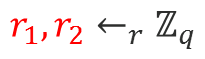 r₁, r₂ ←ᵣ ℤ_q